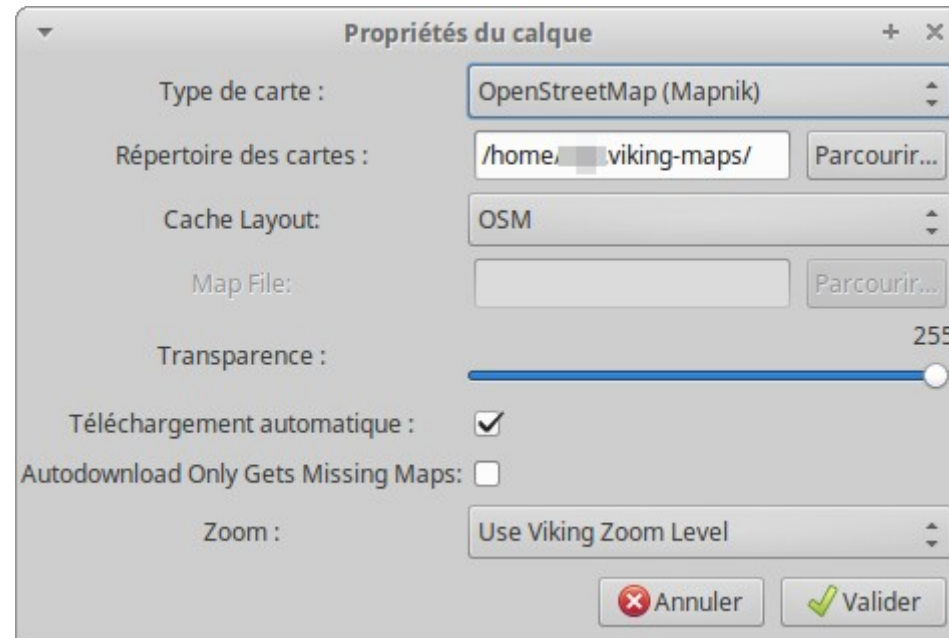 Propriétés du calque
Type de carte : OpenStreetMap (Mapnik)
Répertoire des cartes : /home/ viking-maps/ Parcourir...
Cache Layout: OSM
Map File: Parcourir...
Transparence : 255
Téléchargement automatique :
Autodownload Only Gets Missing Maps:
Zoom : Use Viking Zoom Level
Annuler Valider